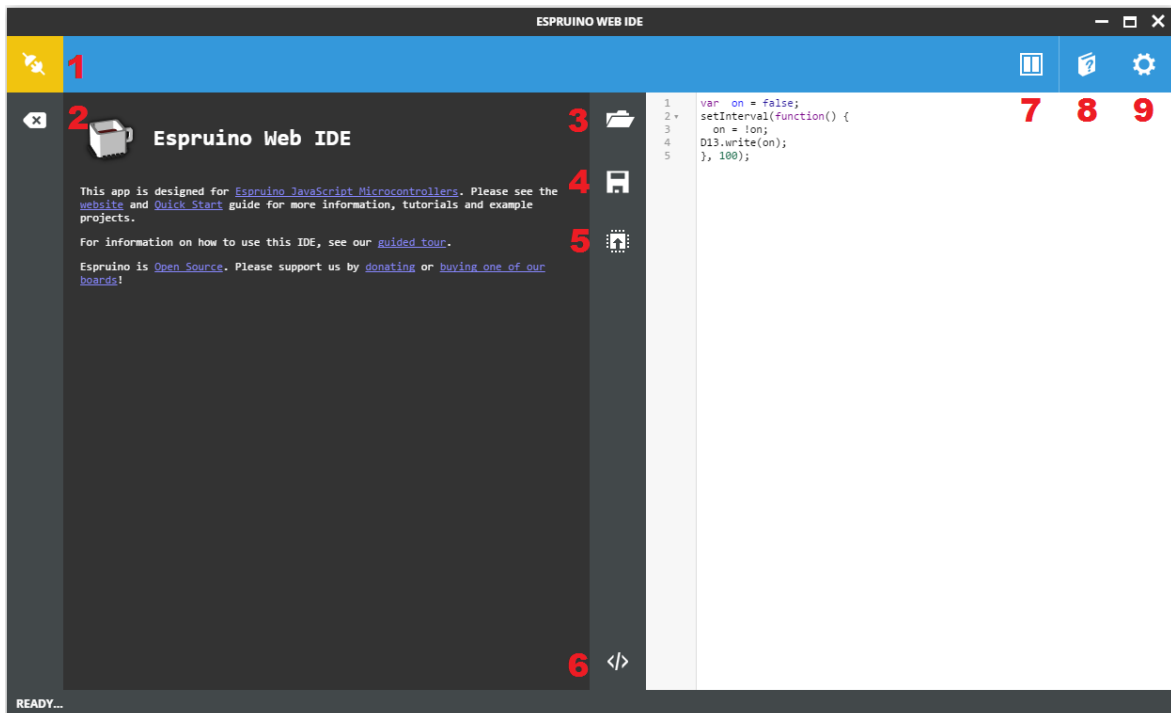 ESPRUINO WEB IDE
1
2
Espruino Web IDE
This app is designed for Espruino JavaScript Microcontrollers. Please see the
website and Quick Start guide for more information, tutorials and example
projects.
For information on how to use this IDE, see our guided tour.
Espruino is Open Source. Please support us by donating or buying one of our
boards!
3
4
5
6
</>
1 var  on = false;
2 setInterval(function() {
3   on = !on;
4 D13.write(on);
5 }, 100);
7
?
8
9
READY...